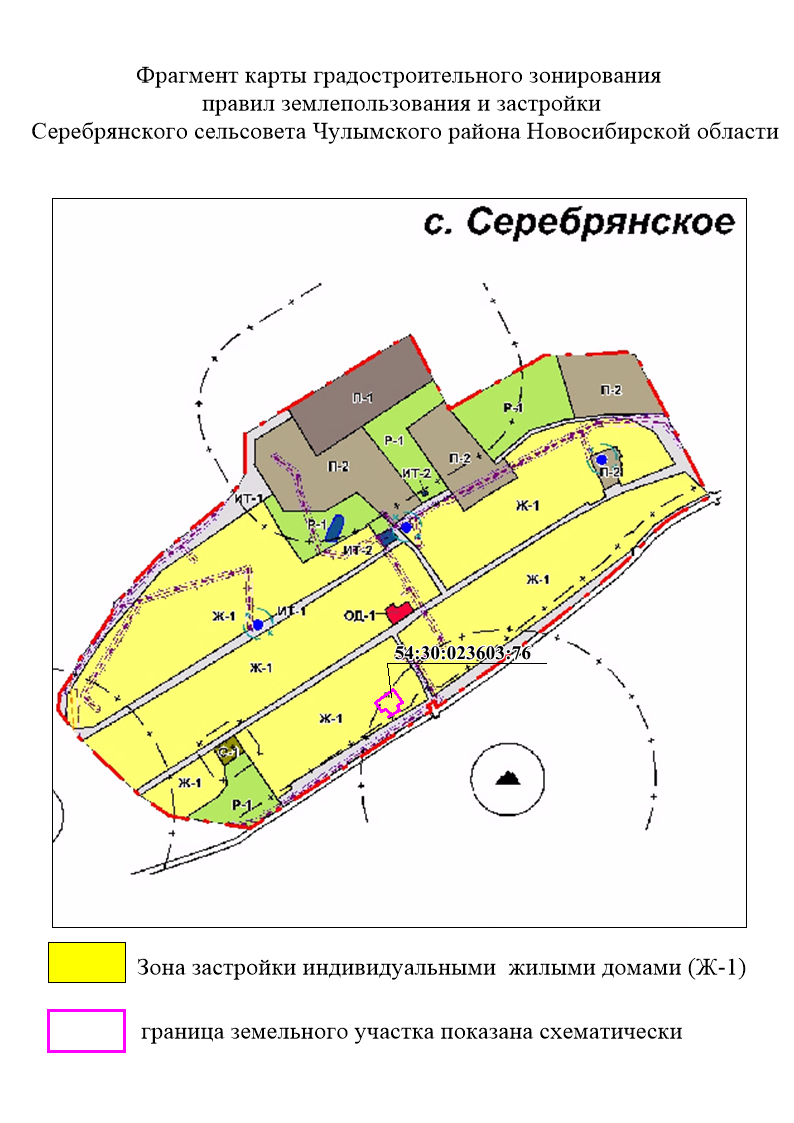 Фрагмент карты градостроительного зонирования
правил землепользования и застройки
Серебрянского сельсовета Чулымского района Новосибирской области
с. Серебрянское
П-1
П-2
Р-1
Р-1
П-2
П-2
ИТ-2
П-2
ИТ-1
Ж-1
Р-1
ИТ-2
Ж-1
Ж-1
ИТ-1
ОД-1
54:30:023603:76
Ж-1
Ж-1
С-1
Ж-1
Р-1
Зона застройки индивидуальными жилыми домами (Ж-1)
граница земельного участка показана схематически